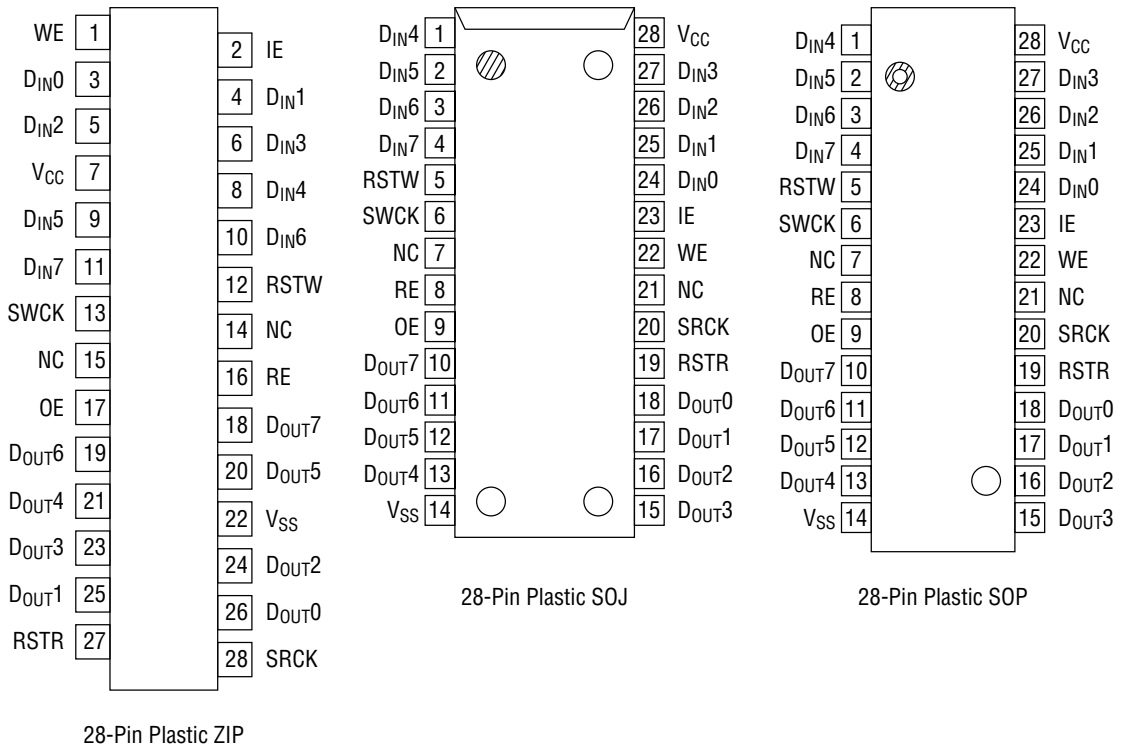 WE 1
2 IE
DIN0 3
4 DIN1
DIN2 5
6 DIN3
VCC 7
8 DIN4
DIN5 9
10 DIN6
DIN7 11
12 RSTW
SWCK 13
14 NC
NC 15
16 RE
OE 17
18 DOUT7
DOUT6 19
20 DOUT5
DOUT4 21
22 VSS
DOUT3 23
24 DOUT2
DOUT1 25
26 DOUT0
RSTR 27
28 SRCK
28-Pin Plastic ZIP
DIN4 1 28 VCC
DIN5 2 27 DIN3
DIN6 3 26 DIN2
DIN7 4 25 DIN1
RSTW 5 24 DIN0
SWCK 6 23 IE
NC 7 22 WE
RE 8 21 NC
OE 9 20 SRCK
DOUT7 10 19 RSTR
DOUT6 11 18 DOUT0
DOUT5 12 17 DOUT1
DOUT4 13 16 DOUT2
VSS 14 15 DOUT3
28-Pin Plastic SOJ
DIN4 1 28 VCC
DIN5 2 27 DIN3
DIN6 3 26 DIN2
DIN7 4 25 DIN1
RSTW 5 24 DIN0
SWCK 6 23 IE
NC 7 22 WE
RE 8 21 NC
OE 9 20 SRCK
DOUT7 10 19 RSTR
DOUT6 11 18 DOUT0
DOUT5 12 17 DOUT1
DOUT4 13 16 DOUT2
VSS 14 15 DOUT3
28-Pin Plastic SOP